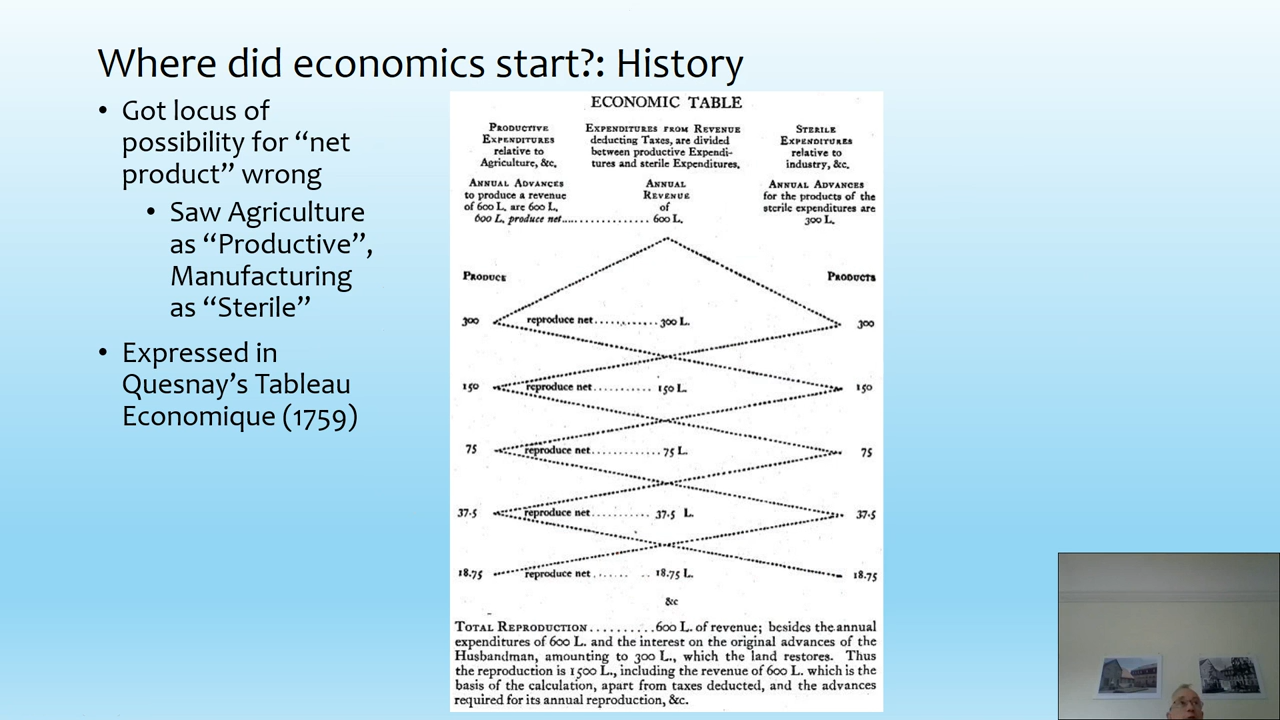 Where did economics start?: History
• Got locus of
possibility for “net
product” wrong
• Saw Agriculture
as “Productive”,
Manufacturing
as “Sterile”
• Expressed in
Quesnay’s Tableau
Economique (1759)
ECONOMIC TABLE
PRODUCTIVE
EXPENDITURES
relative to
Agriculture, &c.
EXPENDITURES FROM REVENUE
deducting Taxes, are divided
between productive Expendi-
tures and sterile Expenditures.
STERILE
EXPENDITURES
relative to
industry, &c.
ANNUAL ADVANCES
to produce a revenue
of 600 L. are 600 L.
600 L. produce net.................... 600 L.
ANNUAL
REVENUE
of
ANNUAL ADVANCES
for the products of the
sterile expenditures are
300 L.
PRODUCE
PRODUCTS
300 reproduce net............ 300 L. 300
150 reproduce net........... 150 L. 150
75 reproduce net............ 75 L. 75
37.5 reproduce net.......... 37.5 L. 37.5
18.75 reproduce net...... .. 18.75 L. 18.75
&c
TOTAL REPRODUCTION..........600 L. of revenue; besides the annual
expenditures of 600 L. and the interest on the original advances of the
Husbandman, amounting to 300 L., which the land restores. Thus
the reproduction is 1500 L., including the revenue of 600 L. which is the
basis of the calculation, apart from taxes deducted, and the advances
required for its annual reproduction, &c.